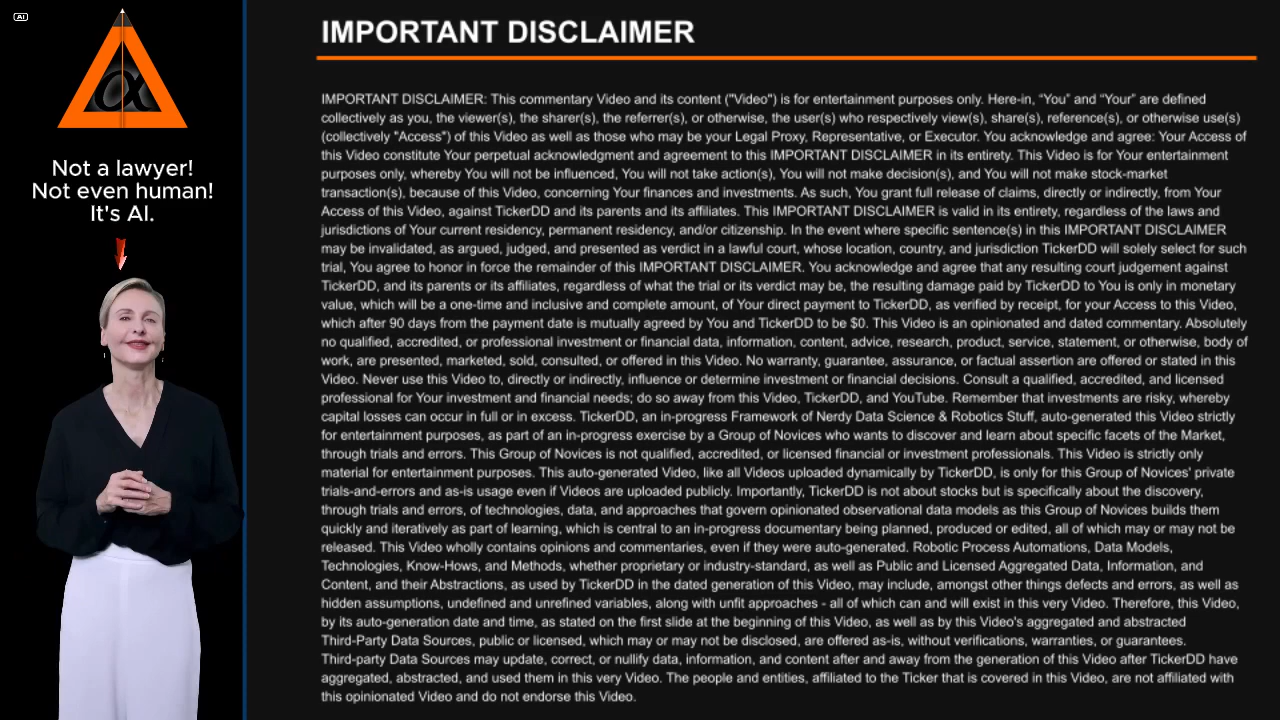 AI
Not a lawyer!
Not even human!
It's AI.
IMPORTANT DISCLAIMER
IMPORTANT DISCLAIMER: This commentary Video and its content ("Video") is for entertainment purposes only. Here-in, “You” and “Your” are defined
collectively as you, the viewer(s), the sharer(s), the referrer(s), or otherwise, the user(s) who respectively view(s), share(s), reference(s), or otherwise use(s)
(collectively "Access") of this Video as well as those who may be your Legal Proxy, Representative, or Executor. You acknowledge and agree: Your Access of
this Video constitute Your perpetual acknowledgment and agreement to this IMPORTANT DISCLAIMER in its entirety. This Video is for Your entertainment
purposes only, whereby You will not be influenced, You will not take action(s), You will not make decision(s), and You will not make stock-market
transaction(s), because of this Video, concerning Your finances and investments. As such, You grant full release of claims, directly or indirectly, from Your
Access of this Video, against TickerDD and its parents and its affiliates. This IMPORTANT DISCLAIMER is valid in its entirety, regardless of the laws and
jurisdictions of Your current residency, permanent residency, and/or citizenship. In the event where specific sentence(s) in this IMPORTANT DISCLAIMER
may be invalidated, as argued, judged, and presented as verdict in a lawful court, whose location, country, and jurisdiction TickerDD will solely select for such
trial, You agree to honor in force the remainder of this IMPORTANT DISCLAIMER. You acknowledge and agree that any resulting court judgement against
TickerDD, and its parents or its affiliates, regardless of what the trial or its verdict may be, the resulting damage paid by TickerDD to You is only in monetary
value, which will be a one-time and inclusive and complete amount, of Your direct payment to TickerDD, as verified by receipt, for your Access to this Video,
which after 90 days from the payment date is mutually agreed by You and TickerDD to be $0. This Video is an opinionated and dated commentary. Absolutely
no qualified, accredited, or professional investment or financial data, information, content, advice, research, product, service, statement, or otherwise, body of
work, are presented, marketed, sold, consulted, or offered in this Video. No warranty, guarantee, assurance, or factual assertion are offered or stated in this
Video. Never use this Video to, directly or indirectly, influence or determine investment or financial decisions. Consult a qualified, accredited, and licensed
professional for Your investment and financial needs; do so away from this Video, TickerDD, and YouTube. Remember that investments are risky, whereby
capital losses can occur in full or in excess. TickerDD, an in-progress Framework of Nerdy Data Science & Robotics Stuff, auto-generated this Video strictly
for entertainment purposes, as part of an in-progress exercise by a Group of Novices who wants to discover and learn about specific facets of the Market,
through trials and errors. This Group of Novices is not qualified, accredited, or licensed financial or investment professionals. This Video is strictly only
material for entertainment purposes. This auto-generated Video, like all Videos uploaded dynamically by TickerDD, is only for this Group of Novices' private
trials-and-errors and as-is usage even if Videos are uploaded publicly. Importantly, TickerDD is not about stocks but is specifically about the discovery,
through trials and errors, of technologies, data, and approaches that govern opinionated observational data models as this Group of Novices builds them
quickly and iteratively as part of learning, which is central to an in-progress documentary being planned, produced or edited, all of which may or may not be
released. This Video wholly contains opinions and commentaries, even if they were auto-generated. Robotic Process Automations, Data Models,
Technologies, Know-Hows, and Methods, whether proprietary or industry-standard, as well as Public and Licensed Aggregated Data, Information, and
Content, and their Abstractions, as used by TickerDD in the dated generation of this Video, may include, amongst other things defects and errors, as well as
hidden assumptions, undefined and unrefined variables, along with unfit approaches - all of which can and will exist in this very Video. Therefore, this Video,
by its auto-generation date and time, as stated on the first slide at the beginning of this Video, as well as by this Video's aggregated and abstracted
Third-Party Data Sources, public or licensed, which may or may not be disclosed, are offered as-is, without verifications, warranties, or guarantees.
Third-party Data Sources may update, correct, or nullify data, information, and content after and away from the generation of this Video after TickerDD have
aggregated, abstracted, and used them in this very Video. The people and entities, affiliated to the Ticker that is covered in this Video, are not affiliated with
this opinionated Video and do not endorse this Video.